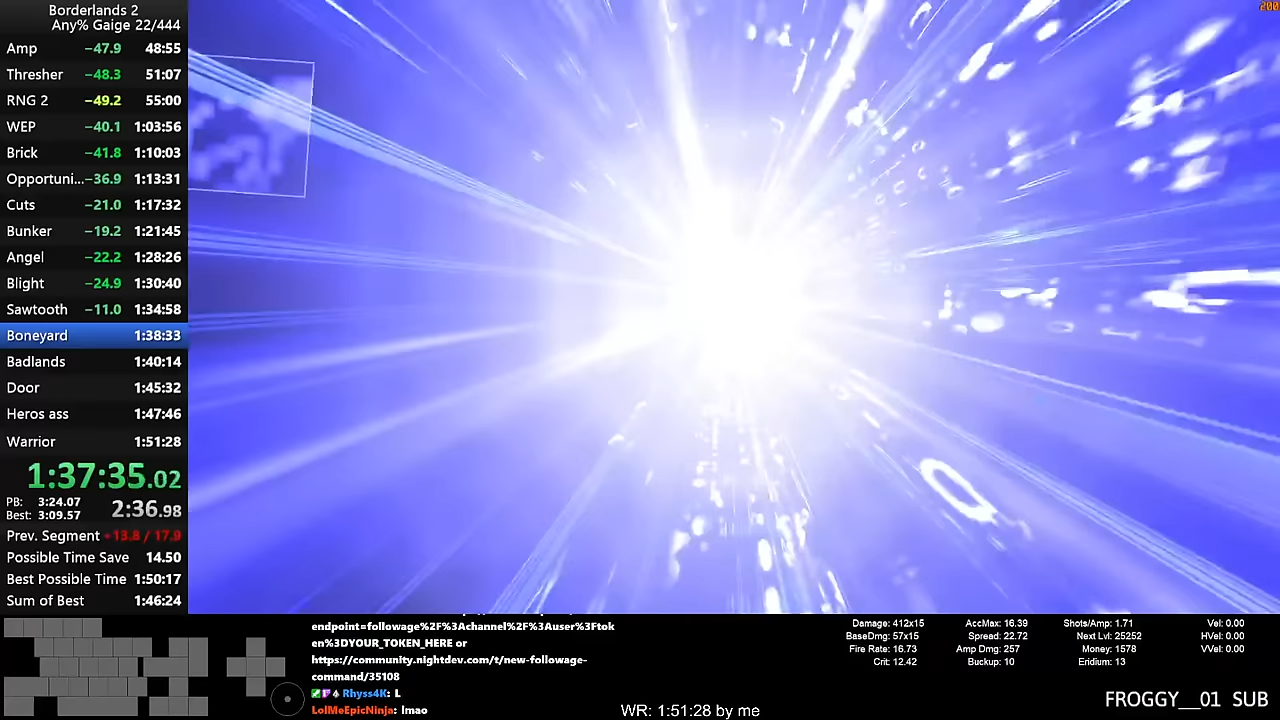 Borderlands 2
Any% Gaige 22/444
200
Amp −47.9 48:55
Thresher −48.3 51:07
RNG 2 −49.2 55:00
WEP −40.1 1:03:56
Brick −41.8 1:10:03
Opportuni... −36.9 1:13:31
Cuts −21.0 1:17:32
Bunker −19.2 1:21:45
Angel −22.2 1:28:26
Blight −24.9 1:30:40
Sawtooth −11.0 1:34:58
Boneyard 1:38:33
Badlands 1:40:14
Door 1:45:32
Heros ass 1:47:46
Warrior 1:51:28
1:37:35.02
PB: 3:24.07
Best: 3:09.57
2:36.98
Prev. Segment +13.8 / 17.9
Possible Time Save 14.50
Best Possible Time 1:50:17
Sum of Best 1:46:24
endpoint=followage%2F%3Achannel%2F%3Auser%3Ftok
en%3DYOUR_TOKEN_HERE or
https://community.nightdev.com/t/new-followage-
command/35108
Rhyss4K: L
LolMeEpicNinja: lmao
Damage: 412x15 AccMax: 16.39 Shots/Amp: 1.71 Vel: 0.00
BaseDmg: 57x15 Spread: 22.72 Next Lvl: 25252 HVel: 0.00
Fire Rate: 16.73 Amp Dmg: 257 Money: 1578 VVel: 0.00
Crit: 12.42 Buckup: 10 Eridium: 13
FROGGY__01 SUB
WR: 1:51:28 by me